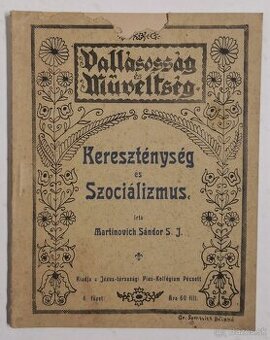 Vallásosság
és
Műveltség.
Kereszténység
és
Szociálizmus.
Irta
Martinovich Sándor S. J.
Kiadja a Jézus-társasági Pius-Kollégium Pécsett
4. füzet. Ára 60 fill.